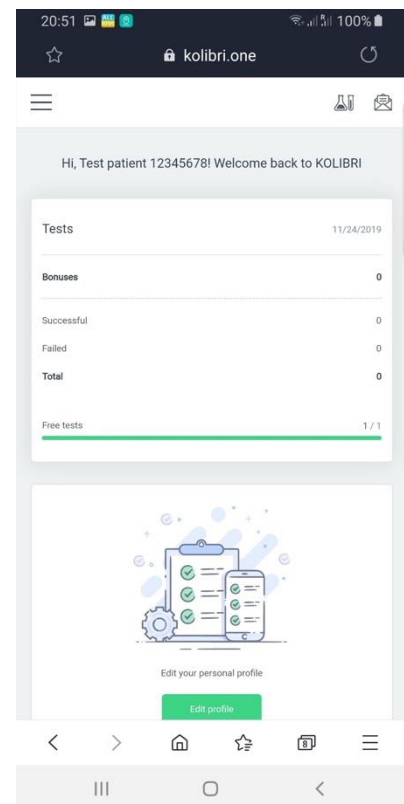 20:51 100%
kolibri.one
Hi, Test patient 12345678! Welcome back to KOLIBRI
Tests 11/24/2019
Bonuses 0
Successful 0
Failed 0
Total 0
Free tests 1 / 1
Edit your personal profile
Edit profile
8